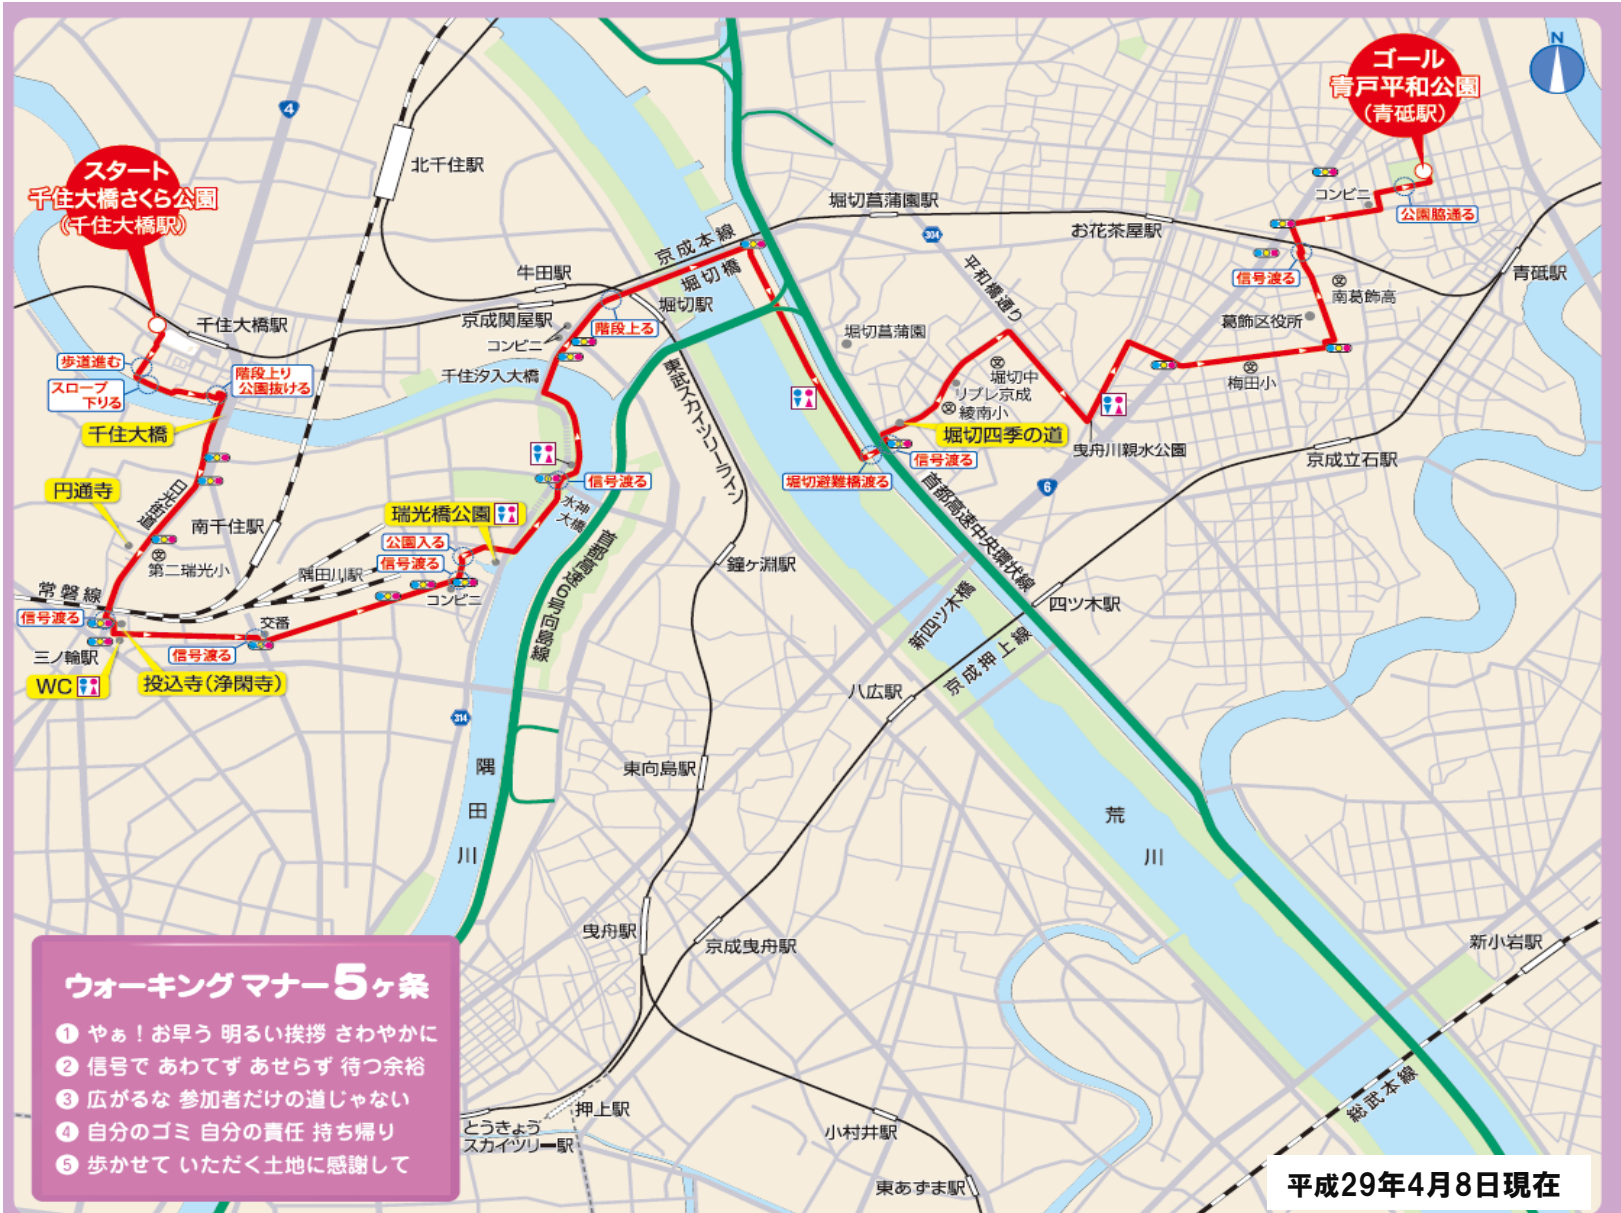 N
ゴール
青戸平和公園
(青砥駅)
スタート
千住大橋さくら公園
(千住大橋駅)
4
北千住駅
堀切菖蒲園駅
コンビニ
公園脇通る
304
お花茶屋駅
京成本線
堀切橋
牛田駅
平和橋通り
信号渡る
青砥駅
南葛飾高
葛飾区役所
千住大橋駅
京成関屋駅
堀切駅
階段上る
コンビニ
堀切菖蒲園
歩道進む
スロープ
下りる
階段上り
公園抜ける
千住汐入大橋
東武スカイツリーライン
堀切中
リブレ京成
綾南小
梅田小
千住大橋
堀切四季の道
曳舟川親水公園
京成立石駅
信号渡る
堀切避難橋渡る
首都高速中央環状線
6
円通寺
日光街道
南千住駅
信号渡る
水神
大橋
瑞光橋公園
公園入る
信号渡る
コンビニ
首都高速6号向島線
第二瑞光小
隅田川駅
常磐線
鐘ヶ淵駅
新四ツ木橋
四ツ木駅
京成押上線
信号渡る
交番
信号渡る
三ノ輪駅
WC
投込寺(浄閑寺)
八広駅
314
隅
田
川
東向島駅
荒
川
曳舟駅
京成曳舟駅
新小岩駅
総武本線
押上駅
とうきょう
スカイツリー駅
小村井駅
東あずま駅
ウォーキング マナー5ヶ条
1 やぁ！お早う 明るい挨拶 さわやかに
2 信号で あわてず あせらず 待つ余裕
3 広がるな 参加者だけの道じゃない
4 自分のゴミ 自分の責任 持ち帰り
5 歩かせて いただく土地に感謝して
平成29年4月8日現在